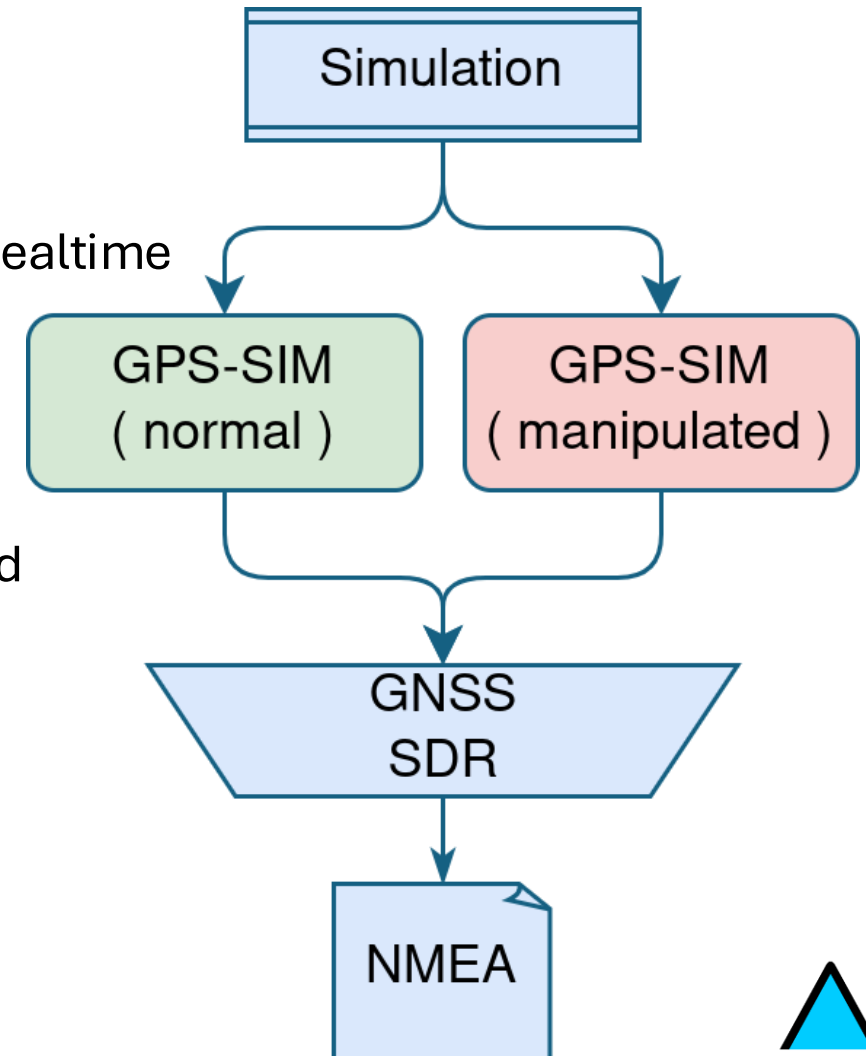 Simulation
ealtime
GPS-SIM
( normal )
GPS-SIM
( manipulated )
d
GNSS
SDR
NMEA